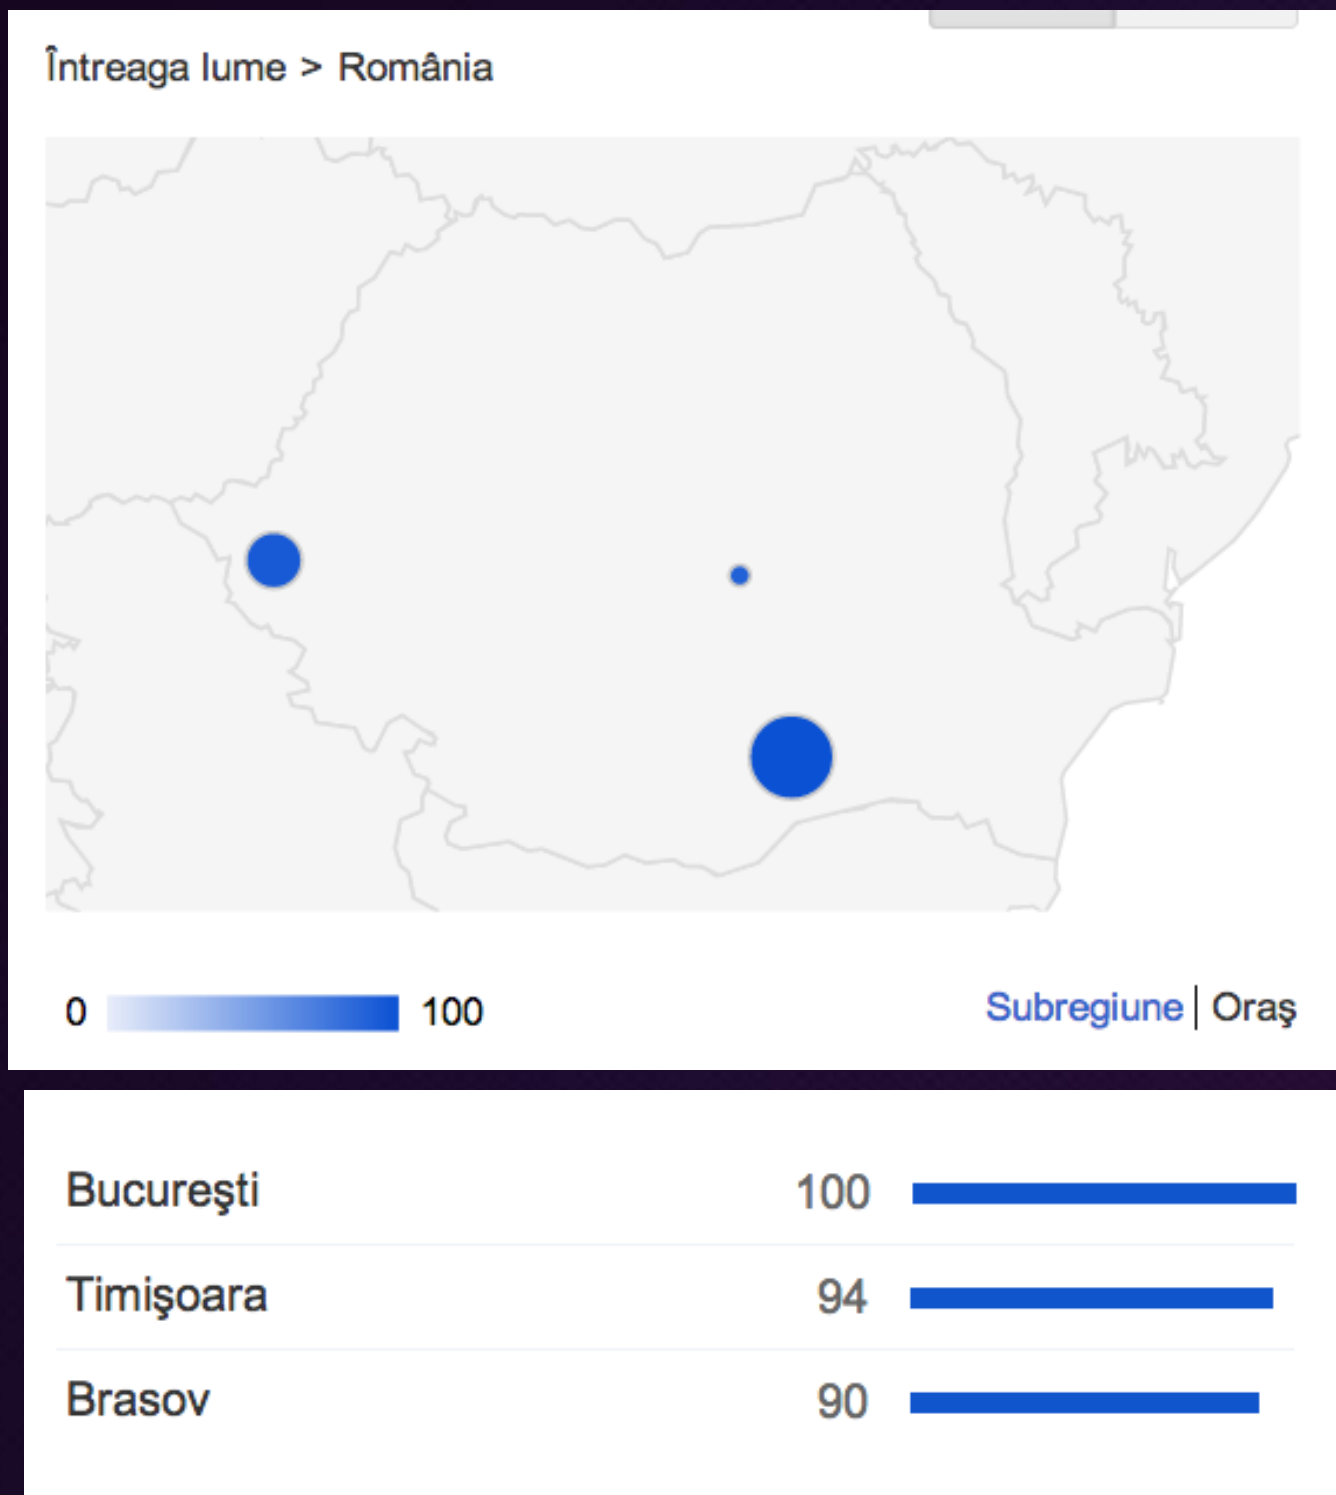 Întreaga lume > România
0 100
Subregiune | Oraş
Bucureşti 100
Timişoara 94
Brasov 90